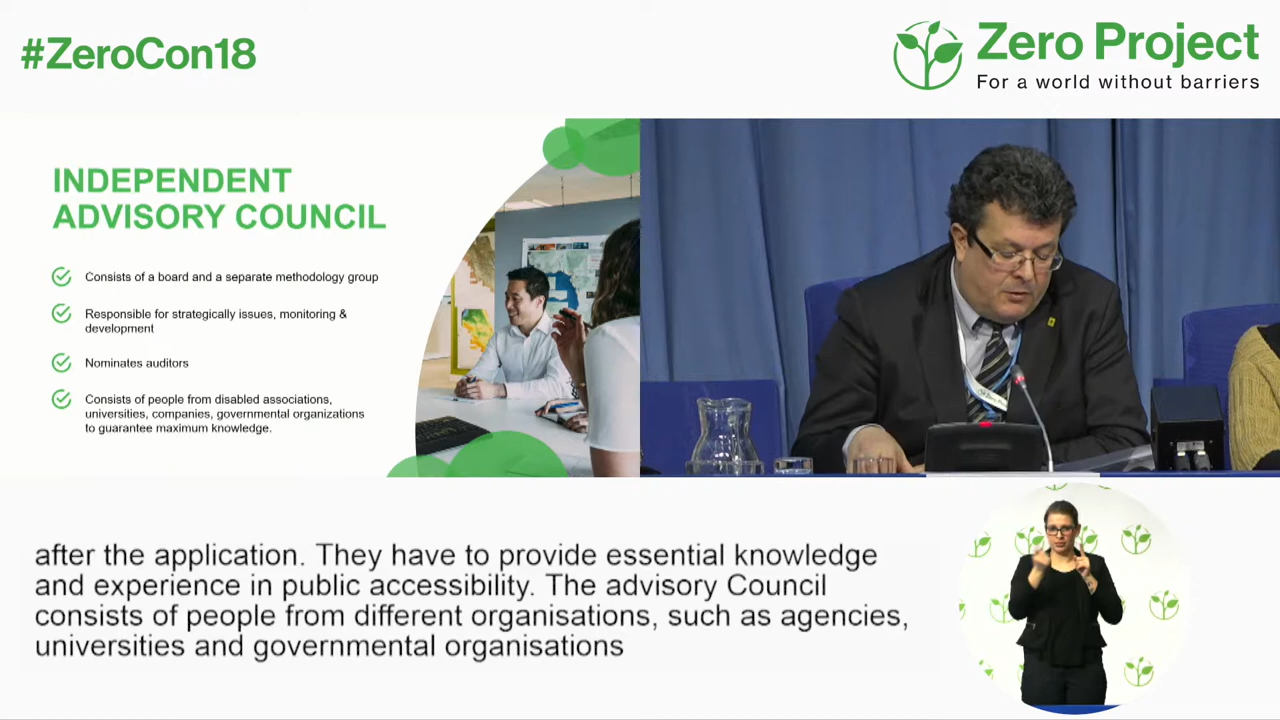 #ZeroCon18
Zero Project
For a world without barriers
INDEPENDENT
ADVISORY COUNCIL
Consists of a board and a separate methodology group
Responsible for strategically issues, monitoring &
development
Nominates auditors
Consists of people from disabled associations,
universities, companies, governmental organizations
to guarantee maximum knowledge.
after the application. They have to provide essential knowledge
and experience in public accessibility. The advisory Council
consists of people from different organisations, such as agencies,
universities and governmental organisations